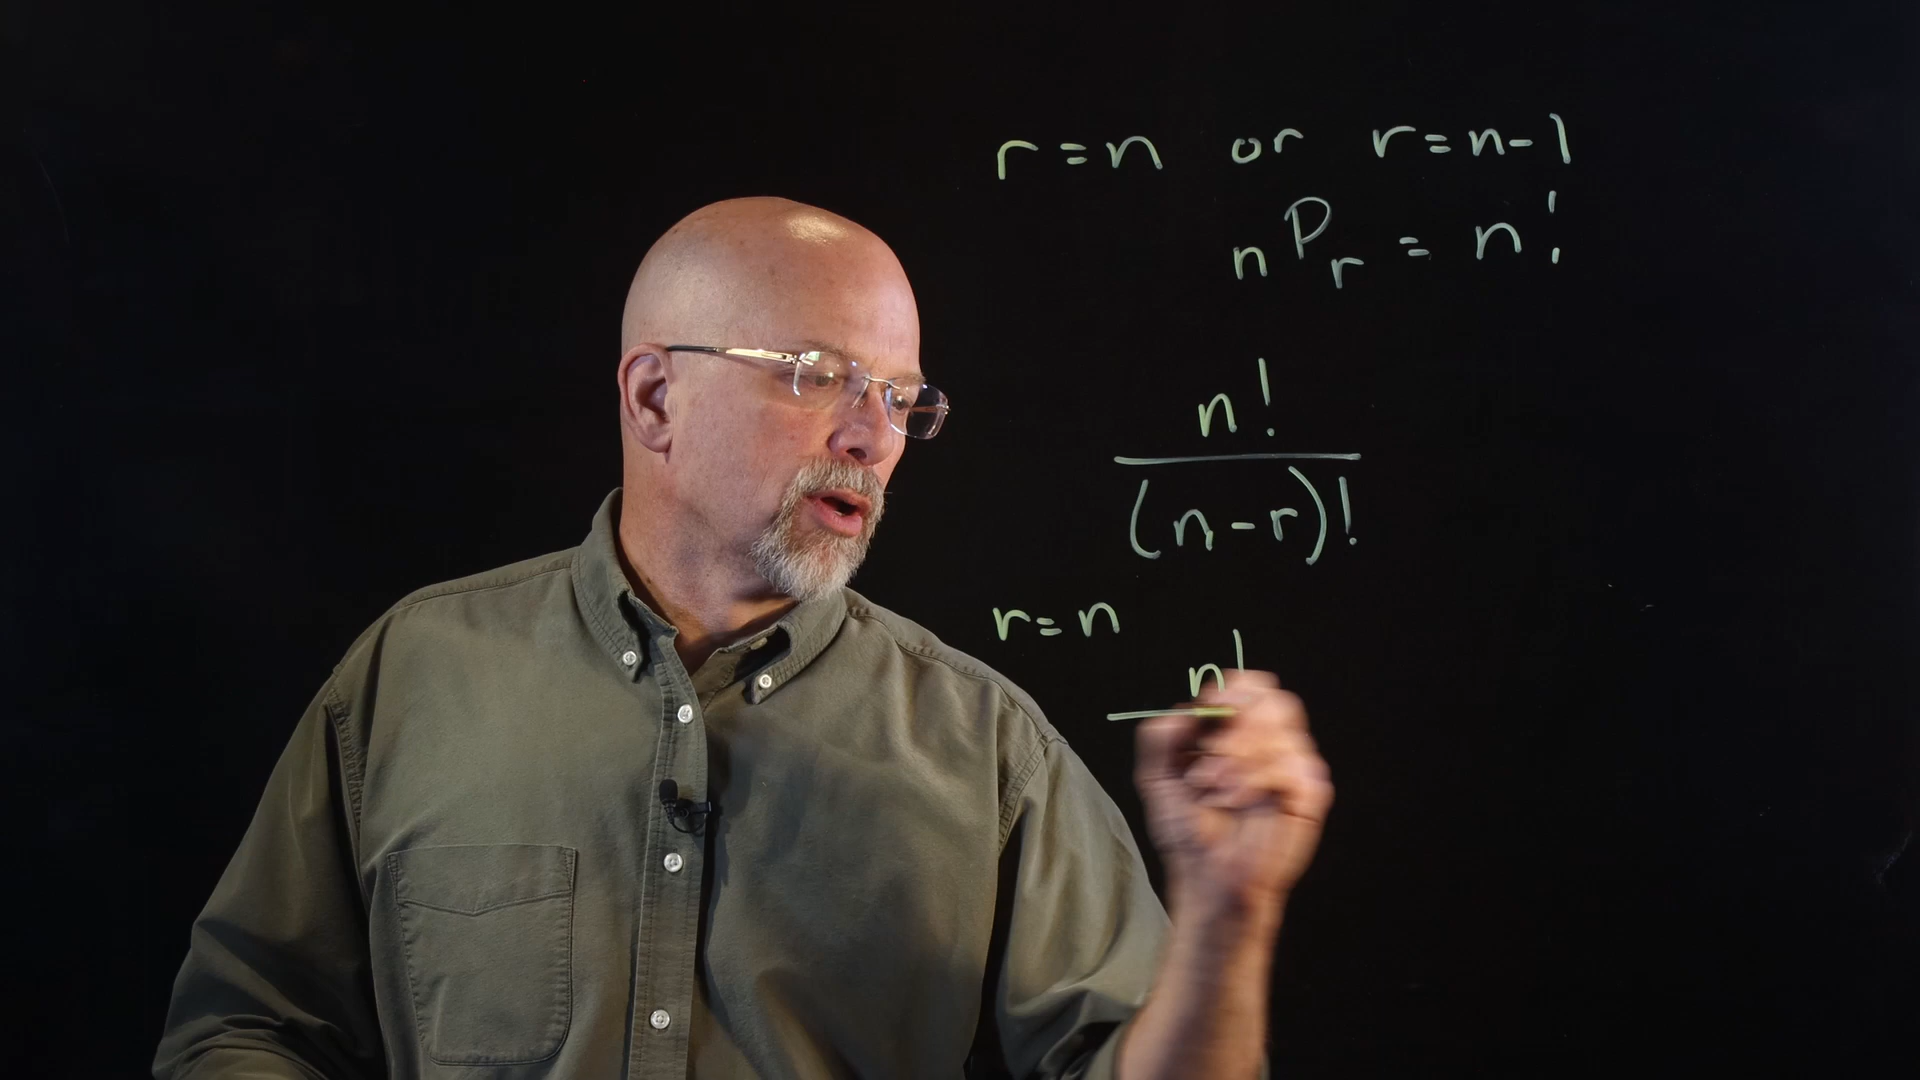 r=n or r=n-1
nPr = n!
n!
(n-r)!
r=n
n!